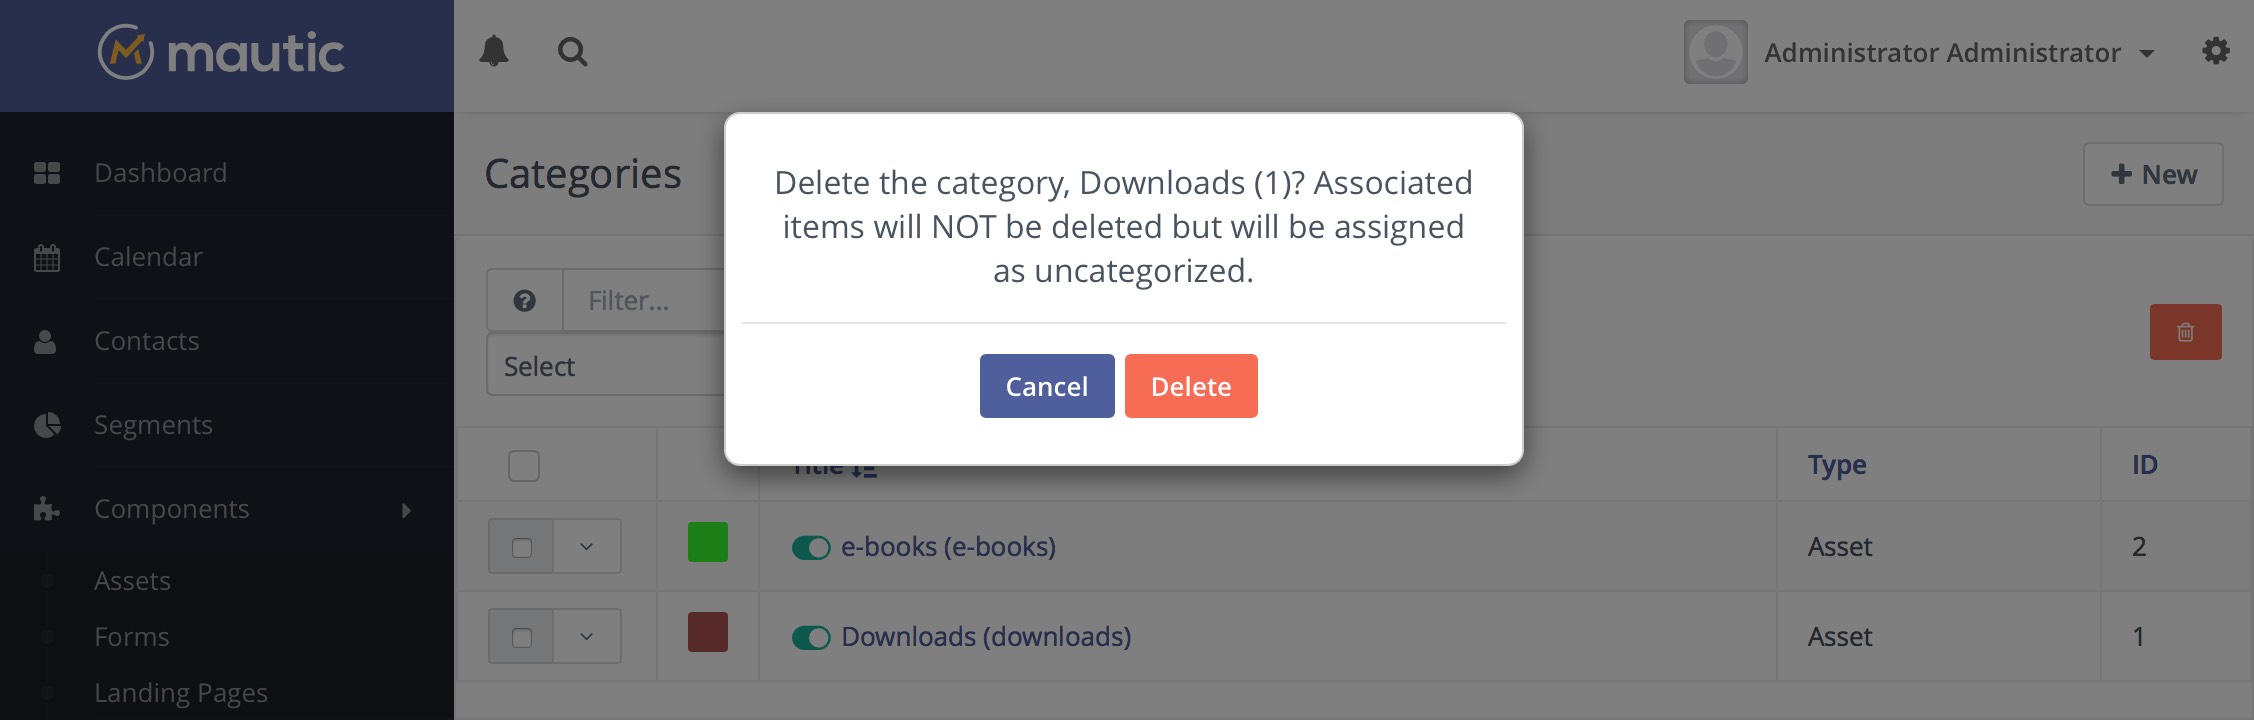 mautic
Administrator Administrator
Dashboard
Calendar
Contacts
Segments
Components
Assets
Forms
Landing Pages
Categories
+ New
Delete the category, Downloads (1)? Associated
items will NOT be deleted but will be assigned
as uncategorized.
Cancel Delete
Filter...
Select
Title Type ID
e-books (e-books) Asset 2
Downloads (downloads) Asset 1